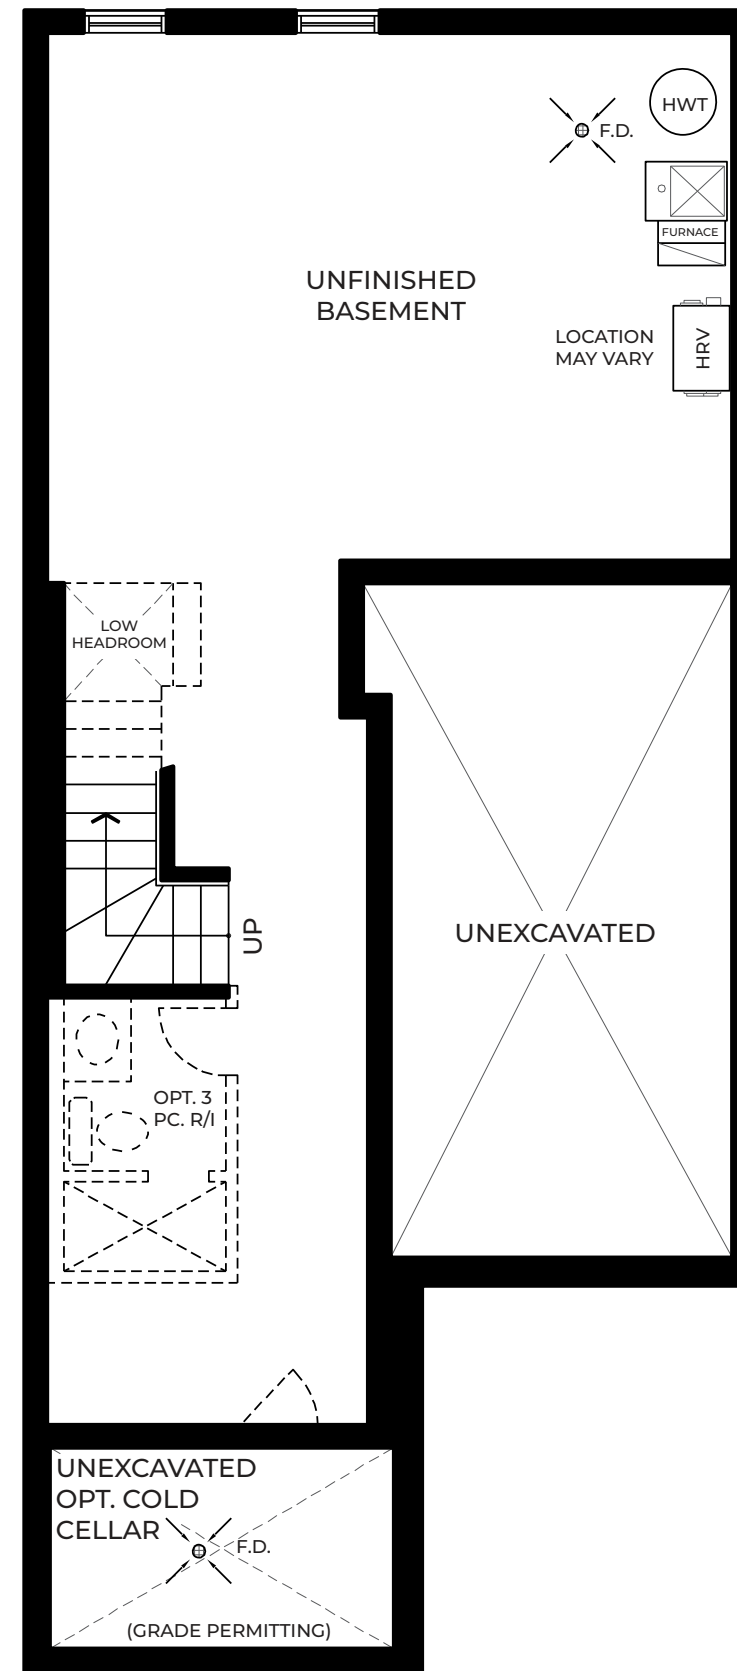 HWT
F.D.
FURNACE
UNFINISHED
BASEMENT
LOCATION
MAY VARY
HRV
LOW
HEADROOM
UP
UNEXCAVATED
OPT. 3
PC. R/I
UNEXCAVATED
OPT. COLD
CELLAR
F.D.
(GRADE PERMITTING)